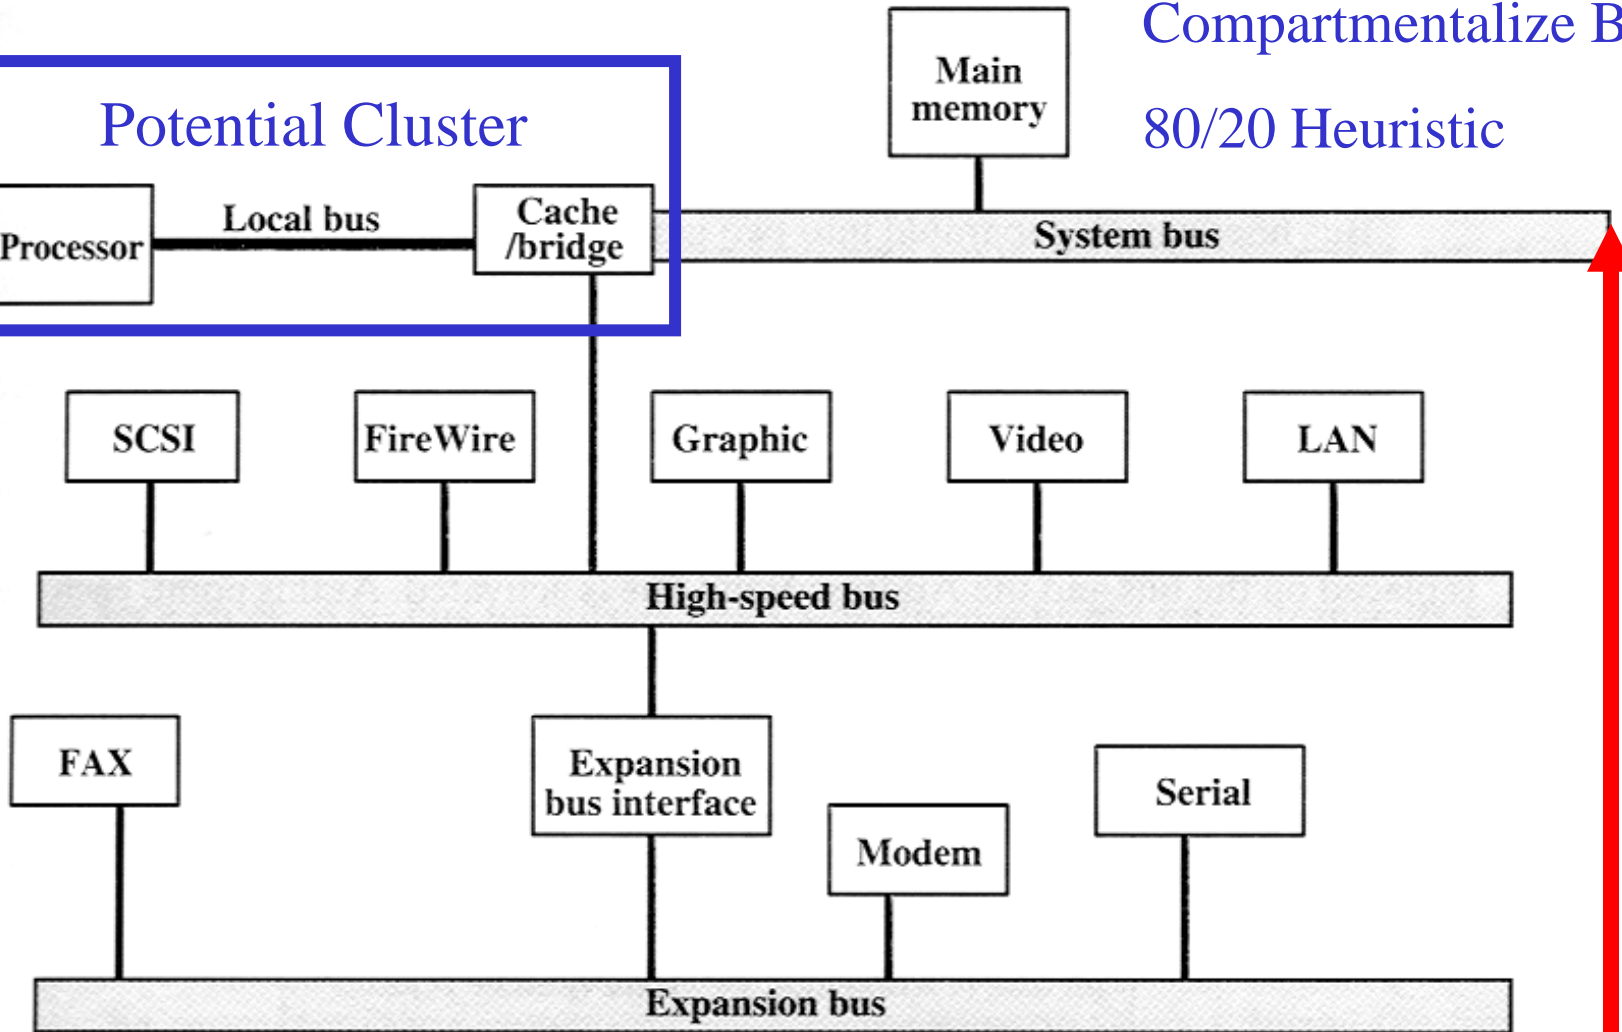 Compartmentalize B
Main
memory
Potential Cluster
80/20 Heuristic
Processor
Local bus
Cache
/bridge
System bus
SCSI
FireWire
Graphic
Video
LAN
High-speed bus
FAX
Expansion
bus interface
Modem
Serial
Expansion bus